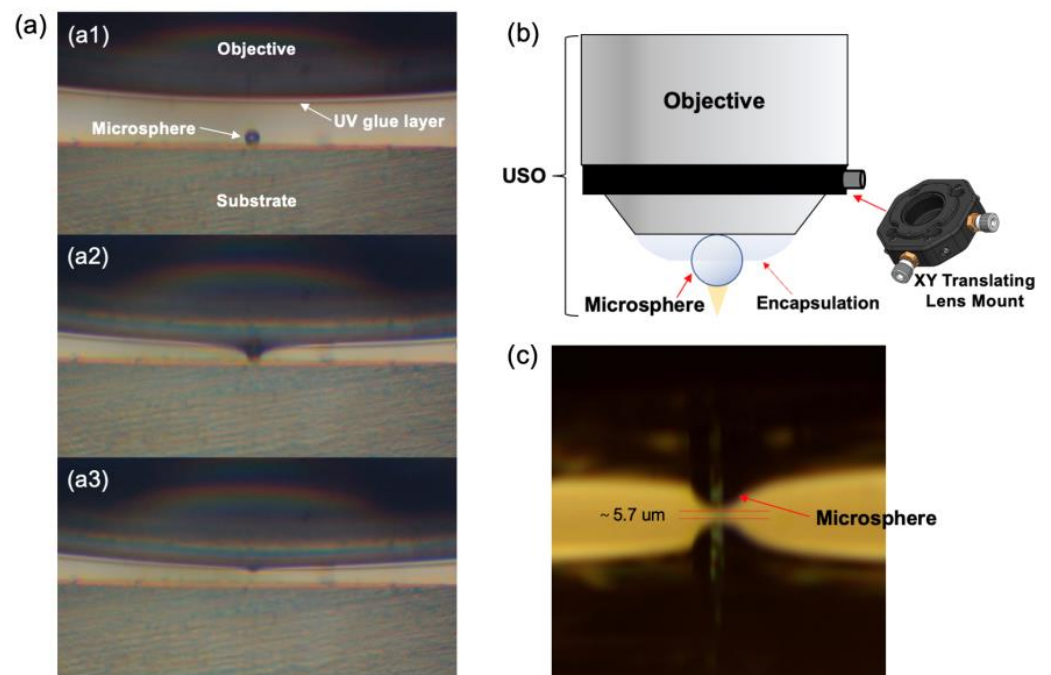 (a)
(a1)
Objective
UV glue layer
Microsphere
Substrate
(a2)
(a3)
(b)
Objective
USO
Microsphere
Encapsulation
XY Translating
Lens Mount
(c)
~ 5.7 um
Microsphere